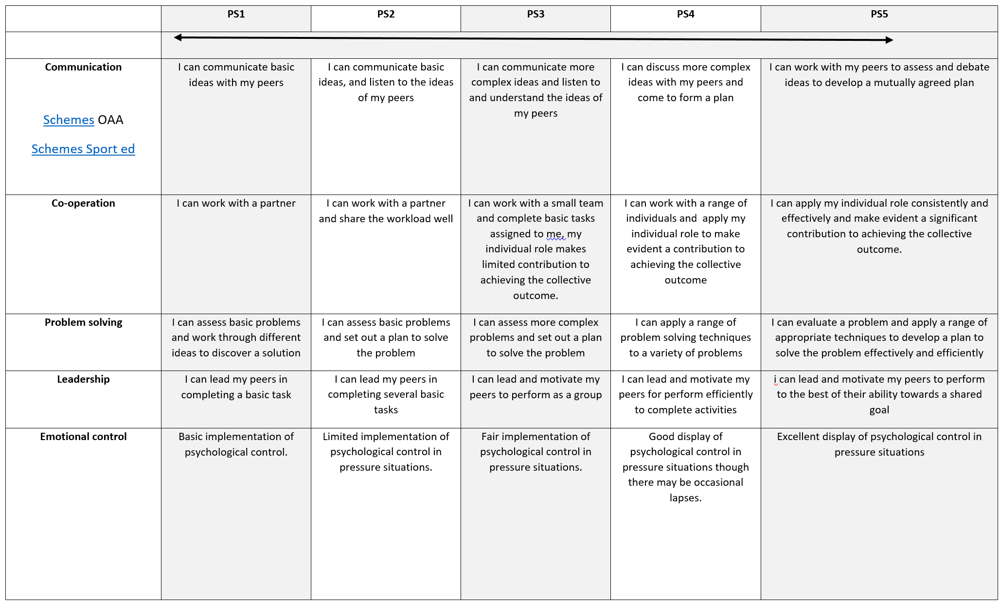 PS1
PS2
PS3
PS4
PS5
Communication
Schemes OAA
Schemes Sport ed
I can communicate basic
ideas with my peers
I can communicate basic
ideas, and listen to the ideas
of my peers
I can communicate more
complex ideas and listen to
and understand the ideas of
my peers
I can discuss more complex
ideas with my peers and
come to form a plan
I can work with my peers to assess and debate
ideas to develop a mutually agreed plan
Co-operation
I can work with a partner
I can work with a partner
and share the workload well
I can work with a small team
and complete basic tasks
assigned to me, my
individual role makes
limited contribution to
achieving the collective
outcome.
I can work with a range of
individuals and  apply my
individual role to make
evident a contribution to
achieving the collective
outcome
I can apply my individual role consistently and
effectively and make evident a significant
contribution to achieving the collective
outcome.
Problem solving
I can assess basic problems
and work through different
ideas to discover a solution
I can assess basic problems
and set out a plan to solve
the problem
I can assess more complex
problems and set out a plan
to solve the problem
I can apply a range of
problem solving techniques
to a variety of problems
I can evaluate a problem and apply a range of
appropriate techniques to develop a plan to
solve the problem effectively and efficiently
Leadership
I can lead my peers in
completing a basic task
I can lead my peers in
completing several basic
tasks
I can lead and motivate my
peers to perform as a group
I can lead and motivate my
peers for perform efficiently
to complete activities
i can lead and motivate my peers to perform
to the best of their ability towards a shared
goal
Emotional control
Basic implementation of
psychological control.
Limited implementation of
psychological control in
pressure situations.
Fair implementation of
psychological control in
pressure situations.
Good display of
psychological control in
pressure situations though
there may be occasional
lapses.
Excellent display of psychological control in
pressure situations